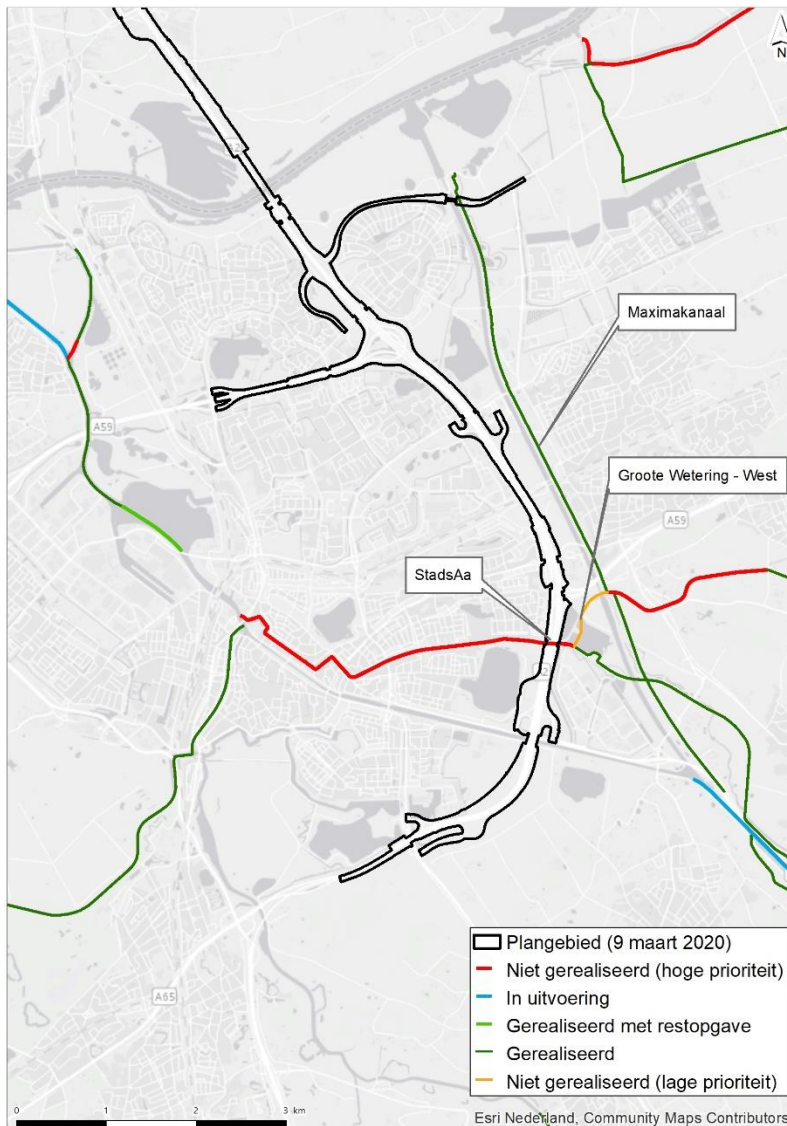 N
Maximakanaal
A59
Groote Wetering - West
A59
StadsAa
A65
Plangebied (9 maart 2020)
Niet gerealiseerd (hoge prioriteit)
In uitvoering
Gerealiseerd met restopgave
Gerealiseerd
Niet gerealiseerd (lage prioriteit)
0 1 2 3 km
Esri Nederland, Community Maps Contributors